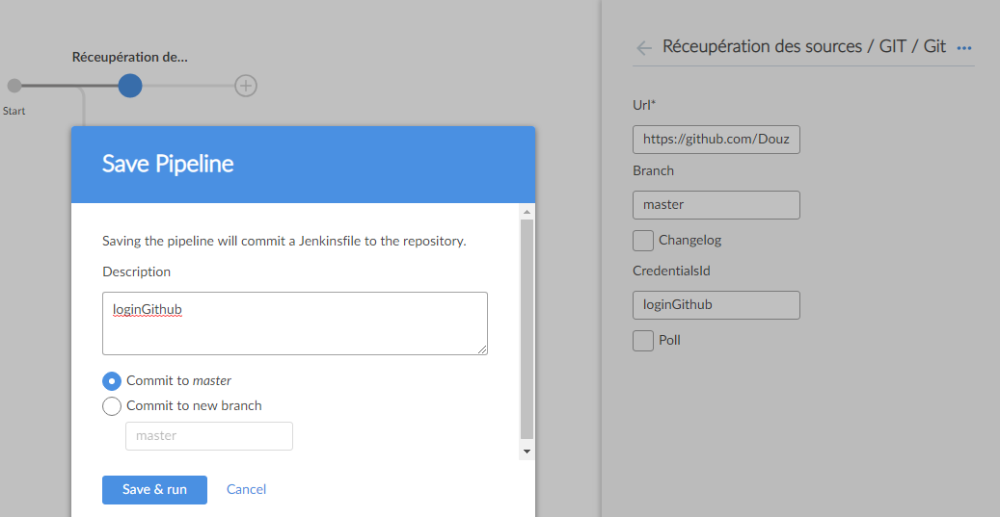 Réceupération de...
Start
Save Pipeline
Saving the pipeline will commit a Jenkinsfile to the repository.
Description
loginGithub
Commit to master
Commit to new branch
master
Save & run
Cancel
Réceupération des sources / GIT / Git
Url*
https://github.com/Douz
Branch
master
Changelog
CredentialsId
loginGithub
Poll